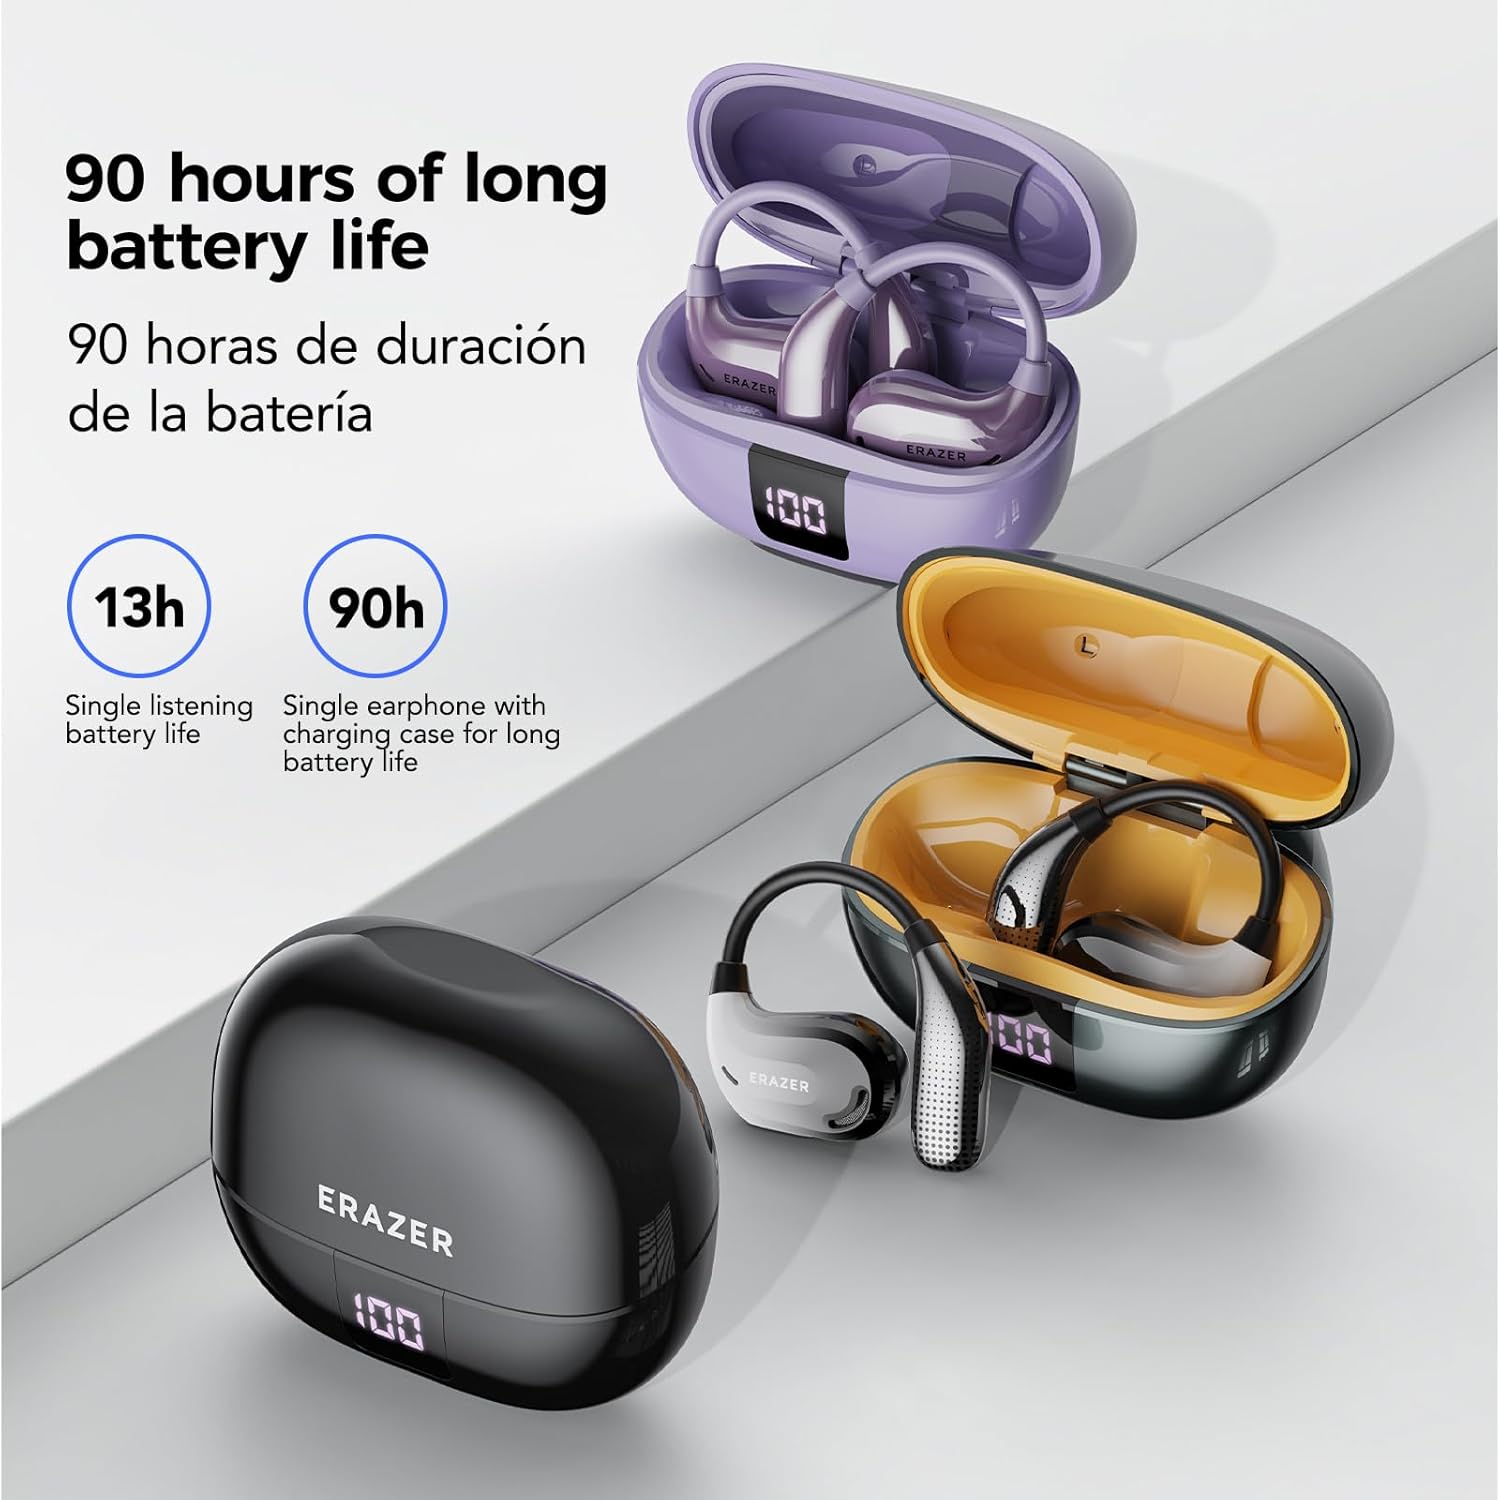 90 hours of long
battery life
90 horas de duración
de la batería
13h
Single listening
battery life
90h
Single earphone with
charging case for long
battery life
L
ERAZER
ERAZER
100
L
ERAZER
100
ERAZER
100